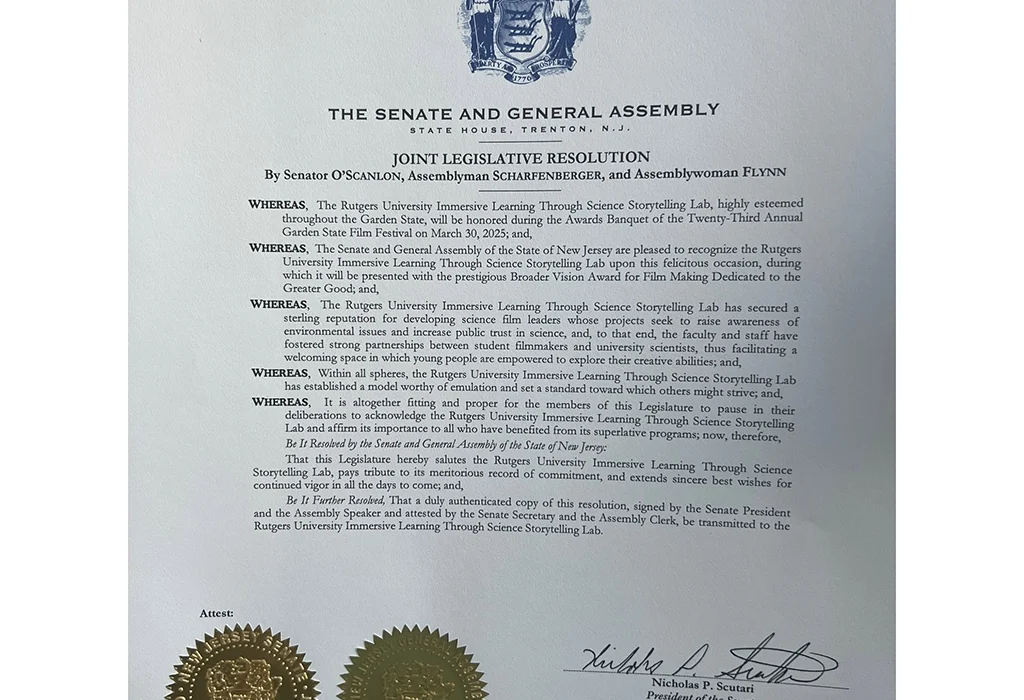 LIBERTY AND PROSPERITY
1776
THE SENATE AND GENERAL ASSEMBLY
STATE HOUSE, TRENTON, N.J.
JOINT LEGISLATIVE RESOLUTION
By Senator O'SCANLON, Assemblyman SCHARFENBERGER, and Assemblywoman FLYNN
WHEREAS, The Rutgers University Immersive Learning Through Science Storytelling Lab, highly esteemed
throughout the Garden State, will be honored during the Awards Banquet of the Twenty-Third Annual
Garden State Film Festival on March 30, 2025; and,
WHEREAS, The Senate and General Assembly of the State of New Jersey are pleased to recognize the Rutgers
University Immersive Learning Through Science Storytelling Lab upon this felicitous occasion, during
which it will be presented with the prestigious Broader Vision Award for Film Making Dedicated to the
Greater Good; and,
WHEREAS, The Rutgers University Immersive Learning Through Science Storytelling Lab has secured a
sterling reputation for developing science film leaders whose projects seek to raise awareness of
environmental issues and increase public trust in science, and, to that end, the faculty and staff have
fostered strong partnerships between student filmmakers and university scientists, thus facilitating a
welcoming space in which young people are empowered to explore their creative abilities; and,
WHEREAS, Within all spheres, the Rutgers University Immersive Learning Through Science Storytelling Lab
has established a model worthy of emulation and set a standard toward which others might strive; and,
WHEREAS, It is altogether fitting and proper for the members of this Legislature to pause in their
deliberations to acknowledge the Rutgers University Immersive Learning Through Science Storytelling
Lab and affirm its importance to all who have benefited from its superlative programs; now, therefore,
Be It Resolved by the Senate and General Assembly of the State of New Jersey:
That this Legislature hereby salutes the Rutgers University Immersive Learning Through Science
Storytelling Lab, pays tribute to its meritorious record of commitment, and extends sincere best wishes for
continued vigor in all the days to come; and,
Be It Further Resolved, That a duly authenticated copy of this resolution, signed by the Senate President
and the Assembly Speaker and attested by the Senate Secretary and the Assembly Clerk, be transmitted to the
Rutgers University Immersive Learning Through Science Storytelling Lab.
Attest:
Nicholas P. Scutari
Nicholas P. Scutari
President of the